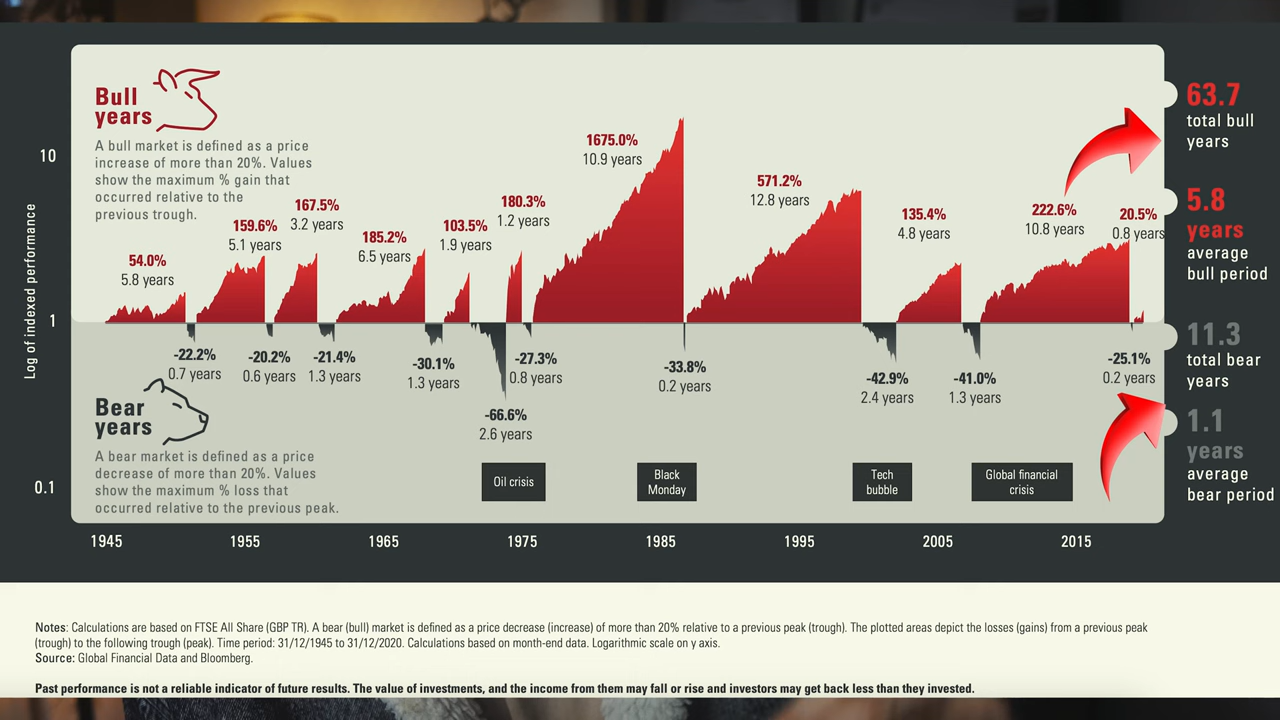 Bull
years
A bull market is defined as a price
increase of more than 20%. Values
show the maximum % gain that
occurred relative to the
previous trough.
Log of indexed performance
10
1
0.1
54.0%
5.8 years
159.6%
5.1 years
167.5%
3.2 years
185.2%
6.5 years
103.5%
1.9 years
180.3%
1.2 years
1675.0%
10.9 years
571.2%
12.8 years
135.4%
4.8 years
222.6%
10.8 years
20.5%
0.8 years
-22.2%
0.7 years
-20.2%
0.6 years
-21.4%
1.3 years
-30.1%
1.3 years
-66.6%
2.6 years
-27.3%
0.8 years
-33.8%
0.2 years
-42.9%
2.4 years
-41.0%
1.3 years
-25.1%
0.2 years
Bear
years
A bear market is defined as a price
decrease of more than 20%. Values
show the maximum % loss that
occurred relative to the previous peak.
Oil crisis
Black
Monday
Tech
bubble
Global financial
crisis
1945
1955
1965
1975
1985
1995
2005
2015
63.7
total bull
years
5.8
years
average
bull period
11.3
total bear
years
1.1
years
average
bear period
Notes: Calculations are based on FTSE All Share (GBP TR). A bear (bull) market is defined as a price decrease (increase) of more than 20% relative to a previous peak (trough). The plotted areas depict the losses (gains) from a previous peak
(trough) to the following trough (peak). Time period: 31/12/1945 to 31/12/2020. Calculations based on month-end data. Logarithmic scale on y axis.
Source: Global Financial Data and Bloomberg.
Past performance is not a reliable indicator of future results. The value of investments, and the income from them may fall or rise and investors may get back less than they invested.